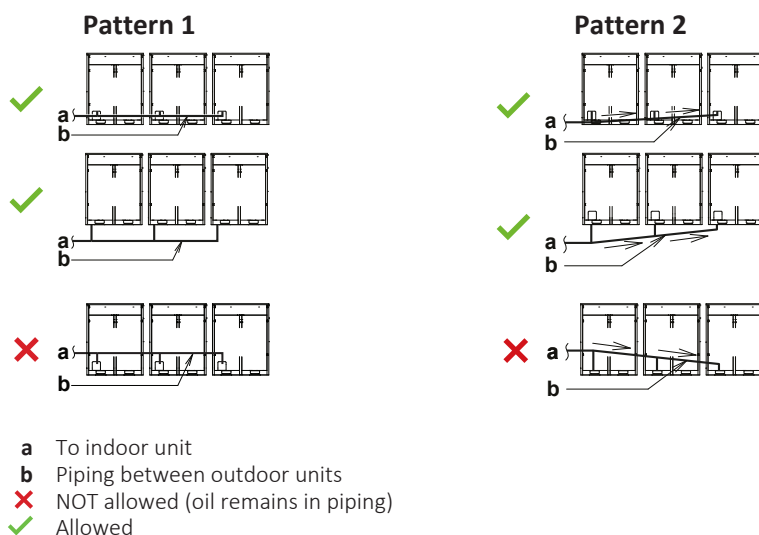 Pattern 1
Pattern 2
a
b
a
b
a
b
a
b
a
b
a
b
a To indoor unit
b Piping between outdoor units
NOT allowed (oil remains in piping)
Allowed